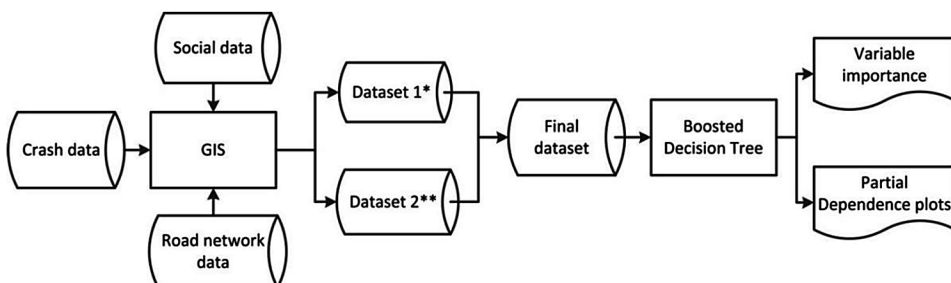 Social data
Crash data
GIS
Road network
data
Dataset 1*
Dataset 2**
Final
dataset
Boosted
Decision Tree
Variable
importance
Partial
Dependence plots